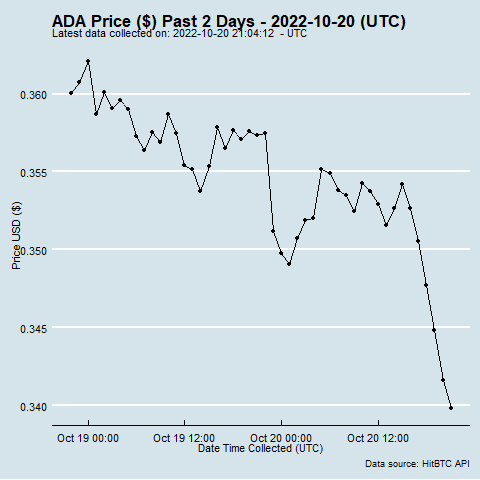 ADA Price ($) Past 2 Days - 2022-10-20 (UTC)
Latest data collected on: 2022-10-20 21:04:12  - UTC
Price USD ($)
0.360
0.355
0.350
0.345
0.340
Oct 19 00:00
Oct 19 12:00
Oct 20 00:00
Oct 20 12:00
Date Time Collected (UTC)
Data source: HitBTC API